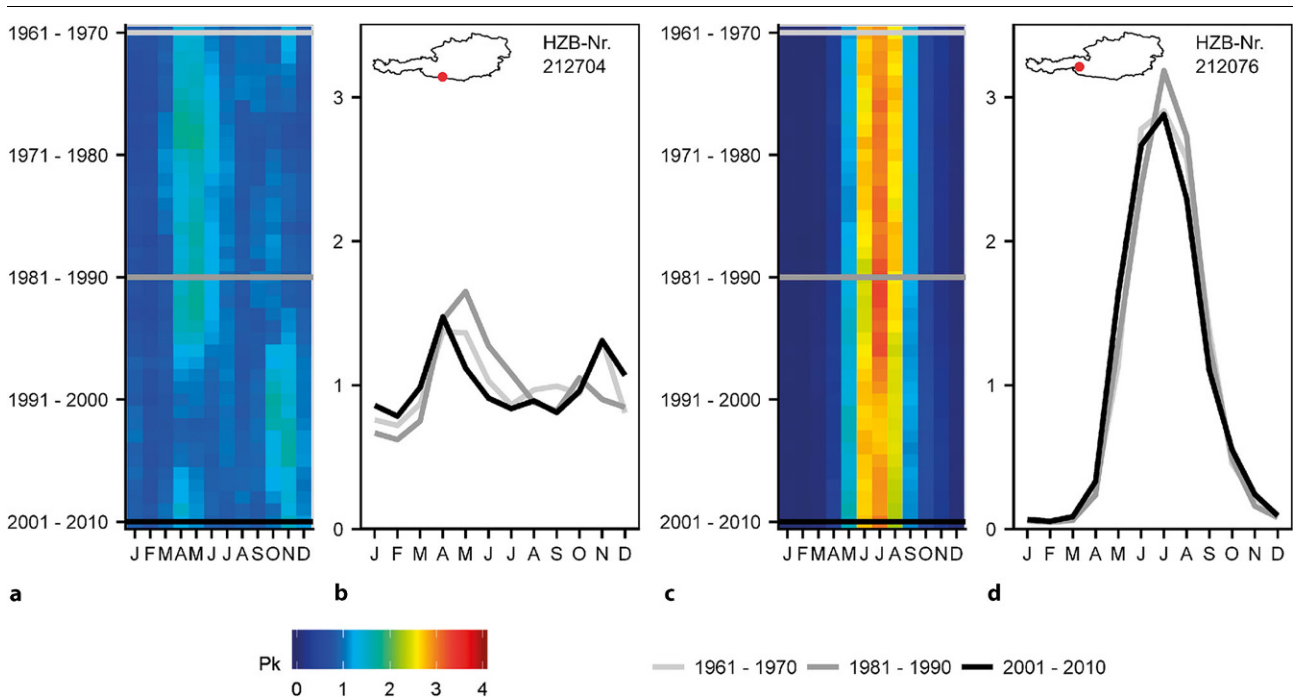 1961 - 1970
1971 - 1980
1981 - 1990
1991 - 2000
2001 - 2010
J F M A M J J A S O N D
a
3
2
1
0
HZB-Nr.
212704
J F M A M J J A S O N D
b
1961 - 1970
1971 - 1980
1981 - 1990
1991 - 2000
2001 - 2010
J F M A M J J A S O N D
c
3
2
1
0
HZB-Nr.
212076
J F M A M J J A S O N D
d
Pk
0 1 2 3 4
1961 - 1970 1981 - 1990 2001 - 2010